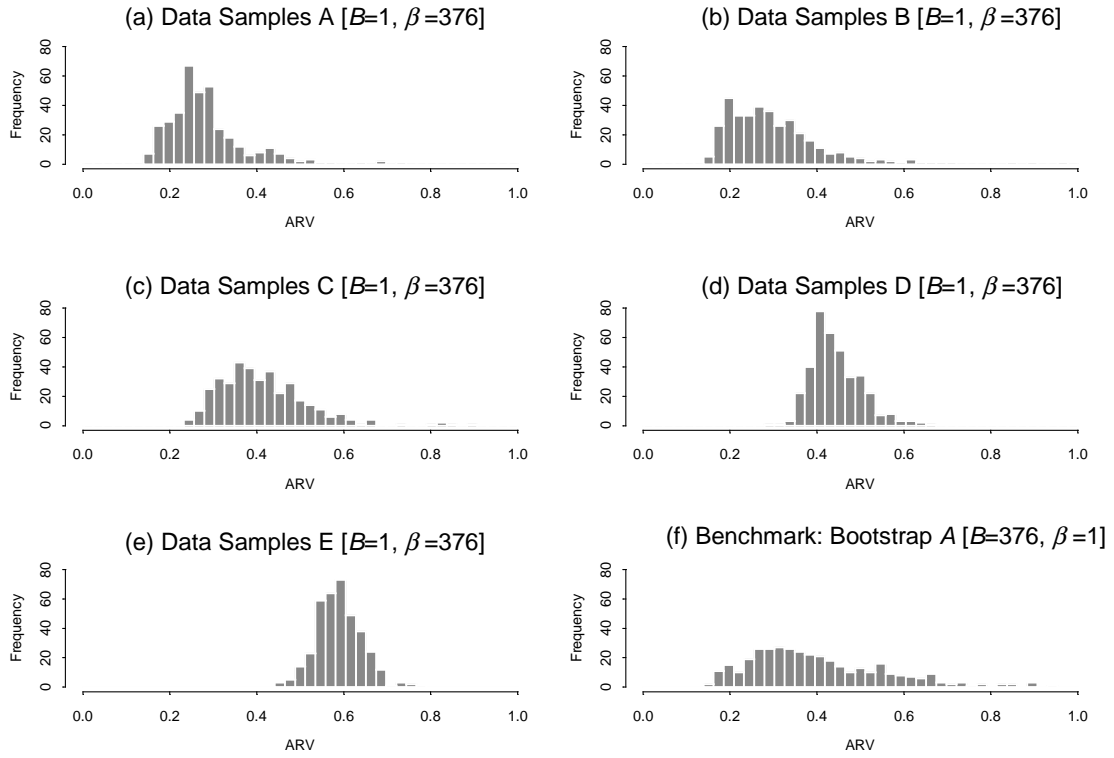 (a) Data Samples A [B=1, β=376]
(b) Data Samples B [B=1, β=376]
Frequency
0 20 40 60 80
0.0 0.2 0.4 0.6 0.8 1.0
ARV
Frequency
0 20 40 60 80
0.0 0.2 0.4 0.6 0.8 1.0
ARV
(c) Data Samples C [B=1, β=376]
(d) Data Samples D [B=1, β=376]
Frequency
0 20 40 60 80
0.0 0.2 0.4 0.6 0.8 1.0
ARV
Frequency
0 20 40 60 80
0.0 0.2 0.4 0.6 0.8 1.0
ARV
(e) Data Samples E [B=1, β=376]
(f) Benchmark: Bootstrap A [B=376, β=1]
Frequency
0 20 40 60 80
0.0 0.2 0.4 0.6 0.8 1.0
ARV
Frequency
0 20 40 60 80
0.0 0.2 0.4 0.6 0.8 1.0
ARV